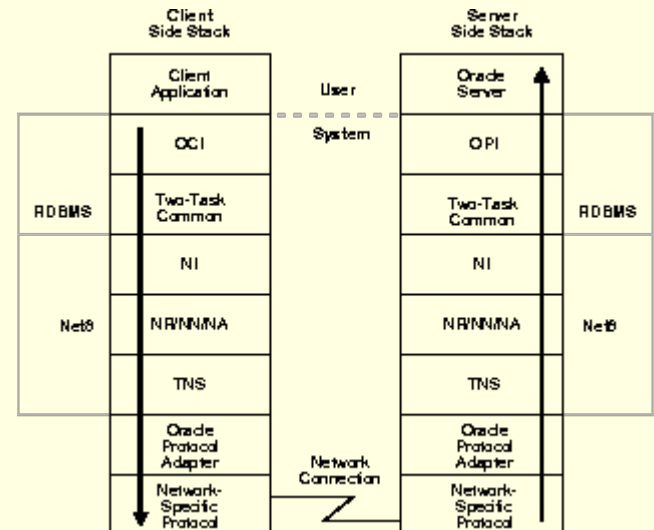 Client
Side Stack
Server
Side Stack
Client
Application
User
Oracle
Server
System
OCI
OPI
RDBMS
Two-Task
Common
Two-Task
Common
RDBMS
NI
NI
Net8
NR/NN/NA
NR/NN/NA
Net8
TNS
TNS
Oracle
Protocol
Adapter
Network
Connection
Oracle
Protocol
Adapter
Network-
Specific
Protocol
Network-
Specific
Protocol